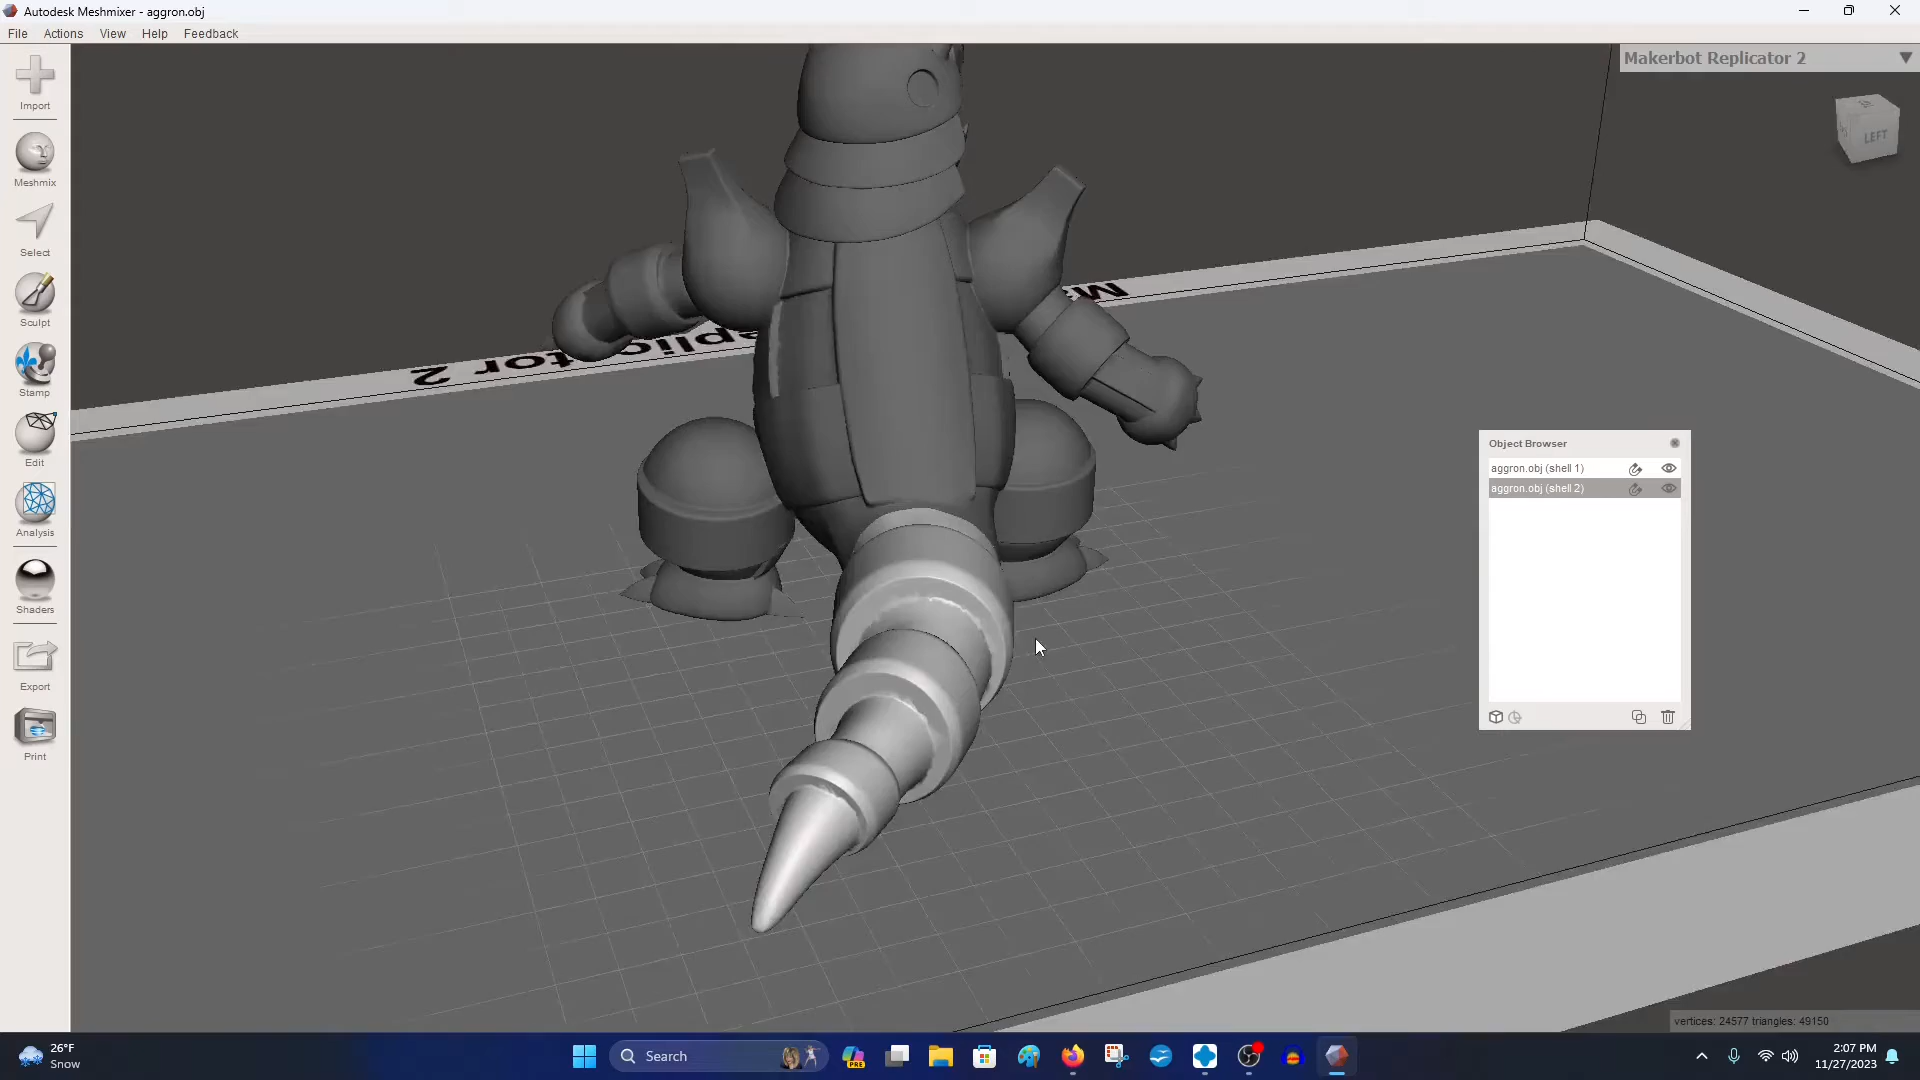 Autodesk Meshmixer - aggron.obj
File Actions View Help Feedback
Import
Meshmix
Select
Sculpt
Stamp
Edit
Analysis
Shaders
Export
Print
Makerbot Replicator 2
LEFT
Object Browser
aggron.obj (shell 1)
aggron.obj (shell 2)
vertices: 24577 triangles: 49150
26°F
Snow
Search
PRE
2:07 PM
11/27/2023